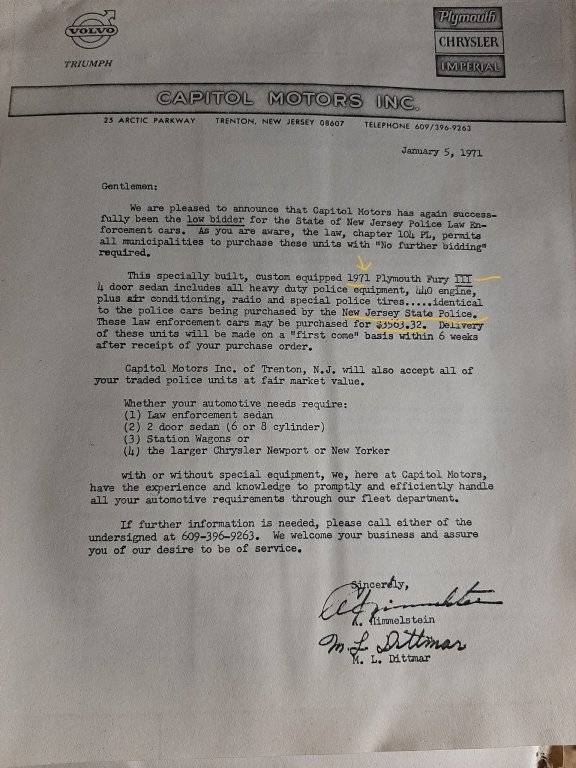 VOLVO
TRIUMPH
Plymouth
CHRYSLER
IMPERIAL
CAPITOL MOTORS INC.
25 ARCTIC PARKWAY TRENTON, NEW JERSEY 08607 TELEPHONE 609/396-9263
January 5, 1971
Gentlemen:
We are pleased to announce that Capitol Motors has again success-
fully been the low bidder for the State of New Jersey Police Law En-
forcement cars. As you are aware, the law, chapter 104 PL, permits
all municipalities to purchase these units with "No further bidding"
required.
This specially built, custom equipped 1971 Plymouth Fury III
4 door sedan includes all heavy duty police equipment, 440 engine,
plus air conditioning, radio and special police tires.....identical
to the police cars being purchased by the New Jersey State Police.
These law enforcement cars may be purchased for $3563.32. Delivery
of these units will be made on a "first come" basis within 6 weeks
after receipt of your purchase order.
Capitol Motors Inc. of Trenton, N.J. will also accept all of
your traded police units at fair market value.
Whether your automotive needs require:
(1) Law enforcement sedan
(2) 2 door sedan (6 or 8 cylinder)
(3) Station Wagons or
(4) the larger Chrysler Newport or New Yorker
with or without special equipment, we, here at Capitol Motors,
have the experience and knowledge to promptly and efficiently handle
all your automotive requirements through our fleet department.
If further information is needed, please call either of the
undersigned at 609-396-9263. We welcome your business and assure
you of our desire to be of service.
Sincerely,
Himmelstein
M. L. Dittmar
M. L. Dittmar